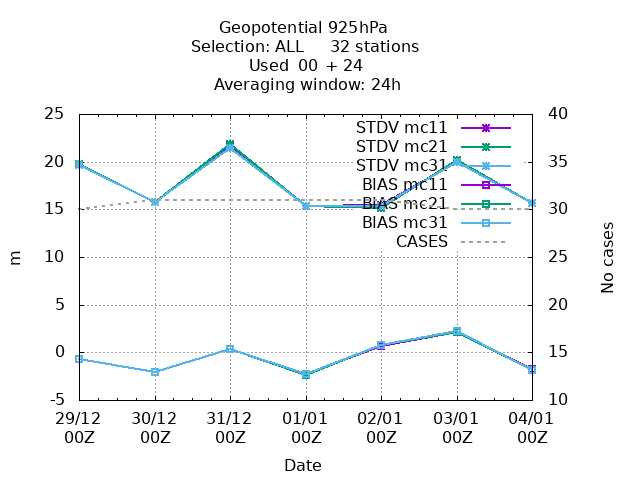 Geopotential 925hPa
Selection: ALL     32 stations
Used  00 + 24
Averaging window: 24h
25 40
STDV mc11
STDV mc21
20 35
STDV mc31
BIAS mc11
BIAS mc21
15 30
BIAS mc31
CASES
10 25
m
No cases
5 20
0 15
-5 10
29/12 30/12 31/12 01/01 02/01 03/01 04/01
00Z 00Z 00Z 00Z 00Z 00Z 00Z
Date